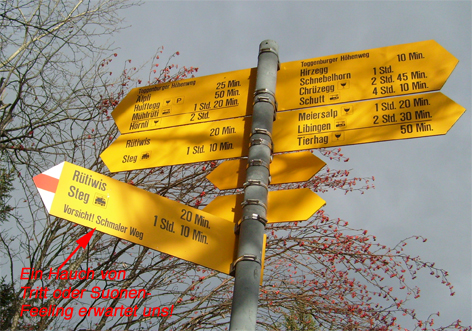 Toggenburger Höhenweg
Alpli 25 Min.
Hulftegg P 50 Min.
Mühlrüti 1 Std. 20 Min.
Hörnli 2 Std.
Rütiwis 20 Min.
Steg 1 Std. 10 Min.
Toggenburger Höhenweg
Hirzegg 10 Min.
Schnebelhorn 1 Std.
Chrüzegg 2 Std. 45 Min.
Schutt 4 Std. 10 Min.
Meiersalp 1 Std. 20 Min.
Libingen 2 Std. 30 Min.
Tierhag 50 Min.
Rütiwis 20 Min.
Steg 1 Std. 10 Min.
Vorsicht! Schmaler Weg
Ein Hauch von
Tritt oder Suonen-
Feeling erwartet uns!